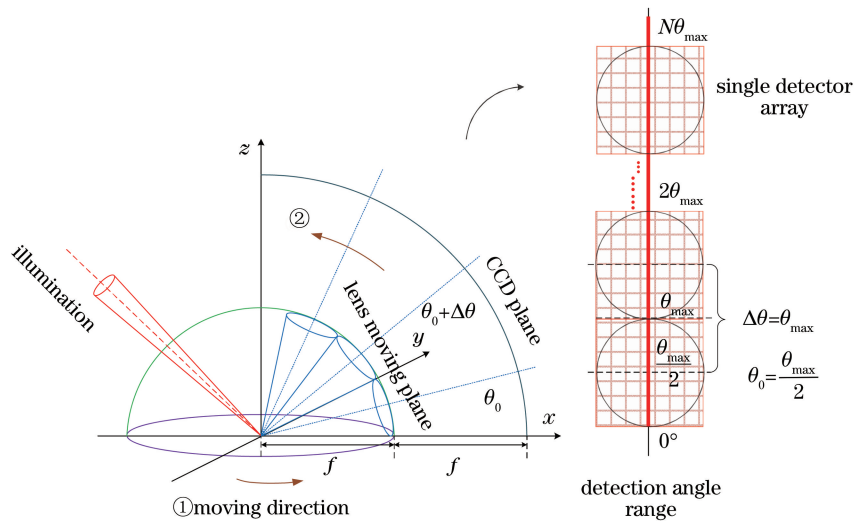 z
②
illumination
lens moving plane
θ₀+Δθ
CCD plane
y
θ₀
x
f
f
①moving direction
Nθmax
single detector
array
2θmax
θmax
Δθ=θmax
θmax/2
θ₀=θmax/2
0°
detection angle
range